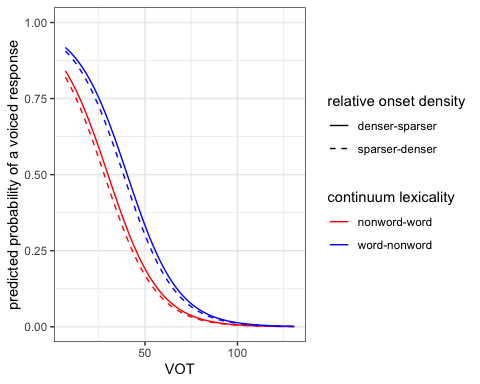 predicted probability of a voiced response
1.00
0.75
0.50
0.25
0.00
50
100
VOT
relative onset density
denser-sparser
sparser-denser
continuum lexicality
nonword-word
word-nonword